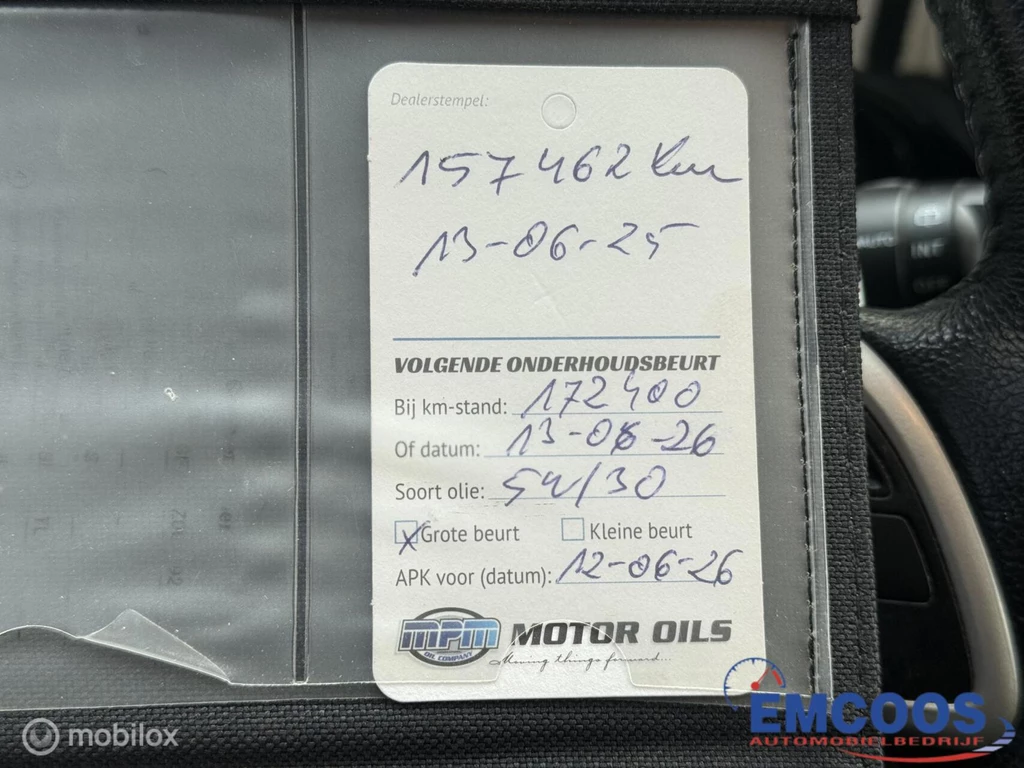 Dealerstempel:
157462 km
13-06-25
VOLGENDE ONDERHOUDSBEURT
Bij km-stand: 172400
Of datum: 13-06-26
Soort olie: 5W/30
X Grote beurt Kleine beurt
APK voor (datum): 12-06-26
MPM MOTOR OILS
OIL COMPANY
Moving things forward...
AUTO
INT
EMCOOS
AUTOMOBIELBEDRIJF
mobilox